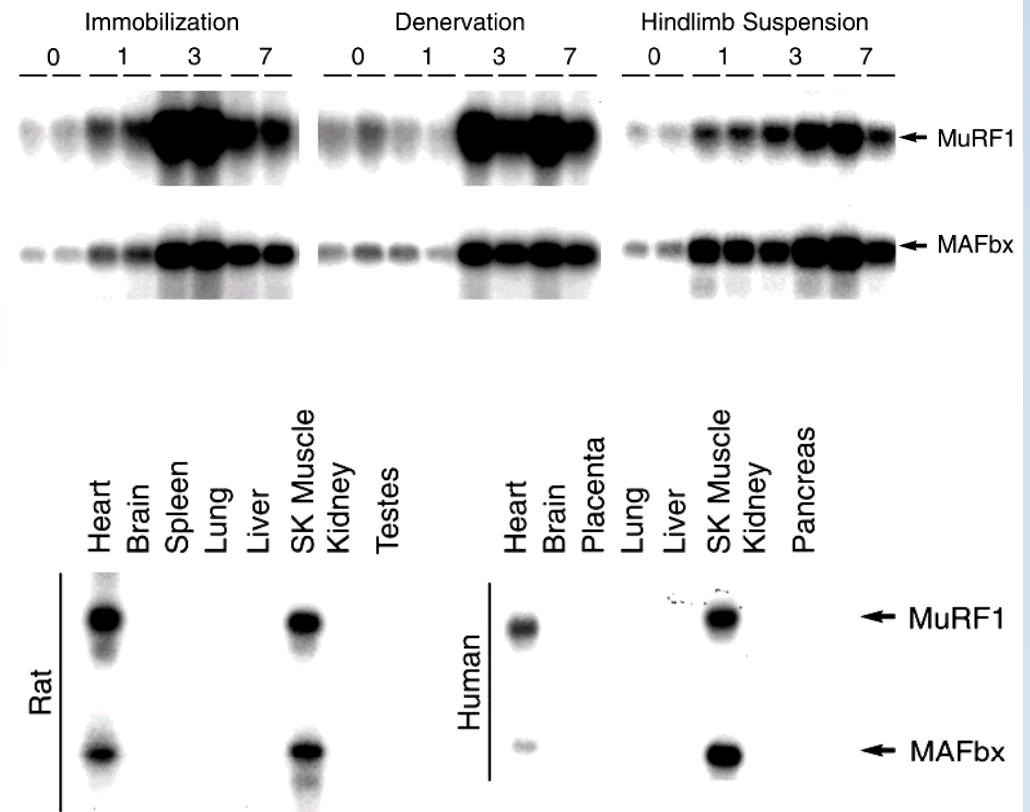 Immobilization Denervation Hindlimb Suspension
0 1 3 7 0 1 3 7 0 1 3 7
MuRF1
MAFbx
Heart Brain Spleen Lung Liver SK Muscle Kidney Testes Heart Brain Placenta Lung Liver SK Muscle Kidney Pancreas
Rat Human
MuRF1
MAFbx